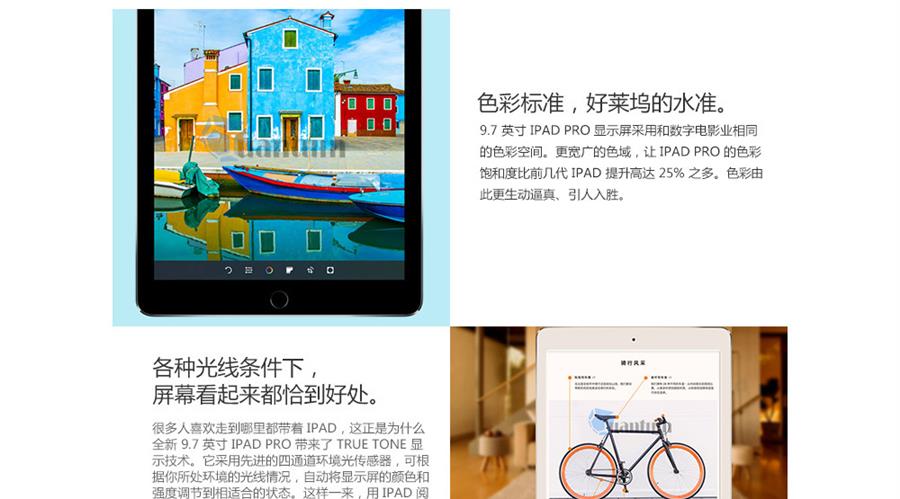 色彩标准，好莱坞的水准。
9.7 英寸 IPAD PRO 显示屏采用和数字电影业相同
的色彩空间。更宽广的色域，让 IPAD PRO 的色彩
饱和度比前几代 IPAD 提升高达 25% 之多。色彩由
此更生动逼真、引人入胜。
各种光线条件下，
屏幕看起来都恰到好处。
很多人喜欢走到哪里都带着 IPAD，这正是为什么
全新 9.7 英寸 IPAD PRO 带来了 TRUE TONE 显
示技术。它采用先进的四通道环境光传感器，可根
据你所处环境的光线情况，自动将显示屏的颜色和
强度调节到相适合的状态。这样一来，用 IPAD 阅
骑行风采